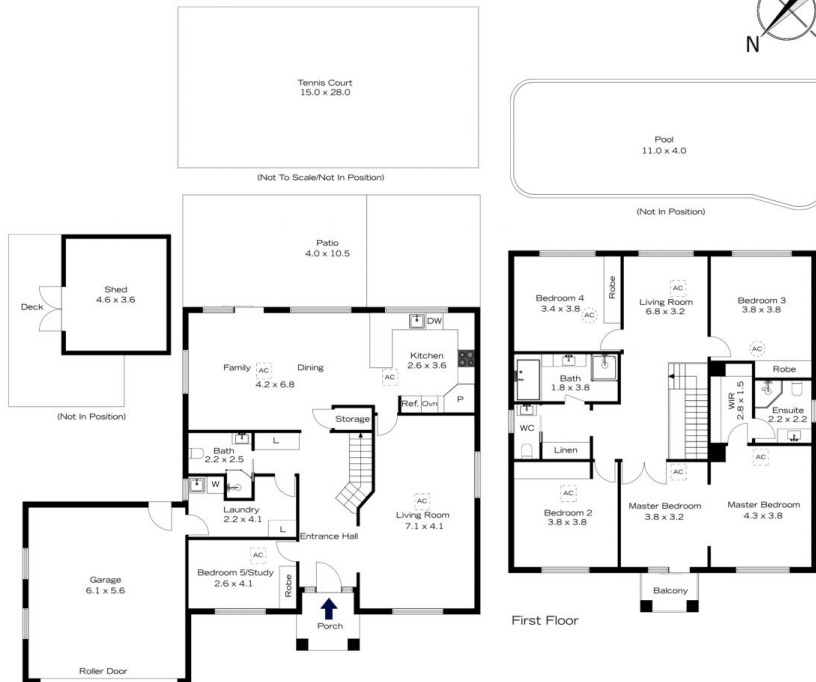 N
Tennis Court
15.0 x 28.0
(Not To Scale/Not In Position)
Pool
11.0 x 4.0
(Not In Position)
Patio
4.0 x 10.5
Deck
Shed
4.6 x 3.6
(Not In Position)
Family
Dining
AC
4.2 x 6.8
AC
DW
Kitchen
2.6 x 3.6
Ref.
Ovn
P
Storage
Bath
2.2 x 2.5
L
W
Laundry
2.2 x 4.1
L
AC
Living Room
7.1 x 4.1
Entrance Hall
AC
Bedroom 5/Study
2.6 x 4.1
Robe
Garage
6.1 x 5.6
Roller Door
Porch
Bedroom 4
3.4 x 3.8
Robe
AC
AC
Living Room
6.8 x 3.2
Bedroom 3
3.8 x 3.8
AC
Robe
Bath
1.8 x 3.8
WIR
2.8 x 1.5
Ensuite
2.2 x 2.2
WC
Linen
AC
Bedroom 2
3.8 x 3.8
AC
Master Bedroom
3.8 x 3.2
AC
Master Bedroom
4.3 x 3.8
Balcony
First Floor